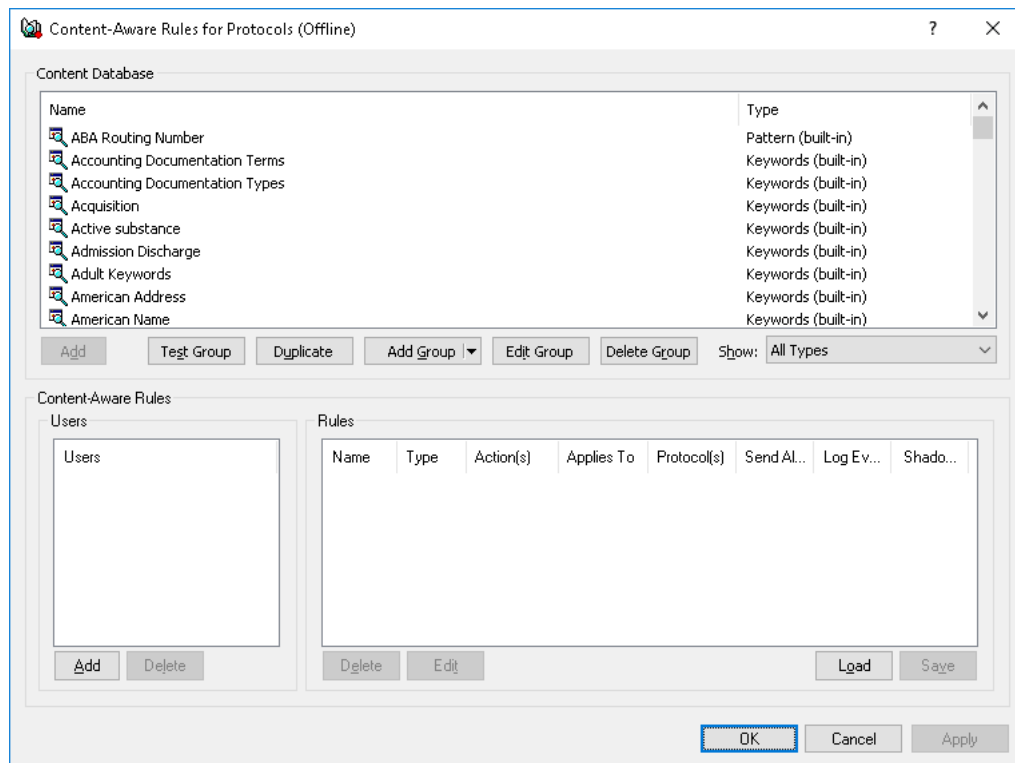 Content-Aware Rules for Protocols (Offline)
?
Content Database
Name Type
ABA Routing Number Pattern (built-in)
Accounting Documentation Terms Keywords (built-in)
Accounting Documentation Types Keywords (built-in)
Acquisition Keywords (built-in)
Active substance Keywords (built-in)
Admission Discharge Keywords (built-in)
Adult Keywords Keywords (built-in)
American Address Keywords (built-in)
American Name Keywords (built-in)
Add Test Group Duplicate Add Group Edit Group Delete Group Show: All Types
Content-Aware Rules
Users Rules
Users Name Type Action(s) Applies To Protocol(s) Send Al... Log Ev... Shado...
Add Delete Delete Edit Load Save
OK Cancel Apply